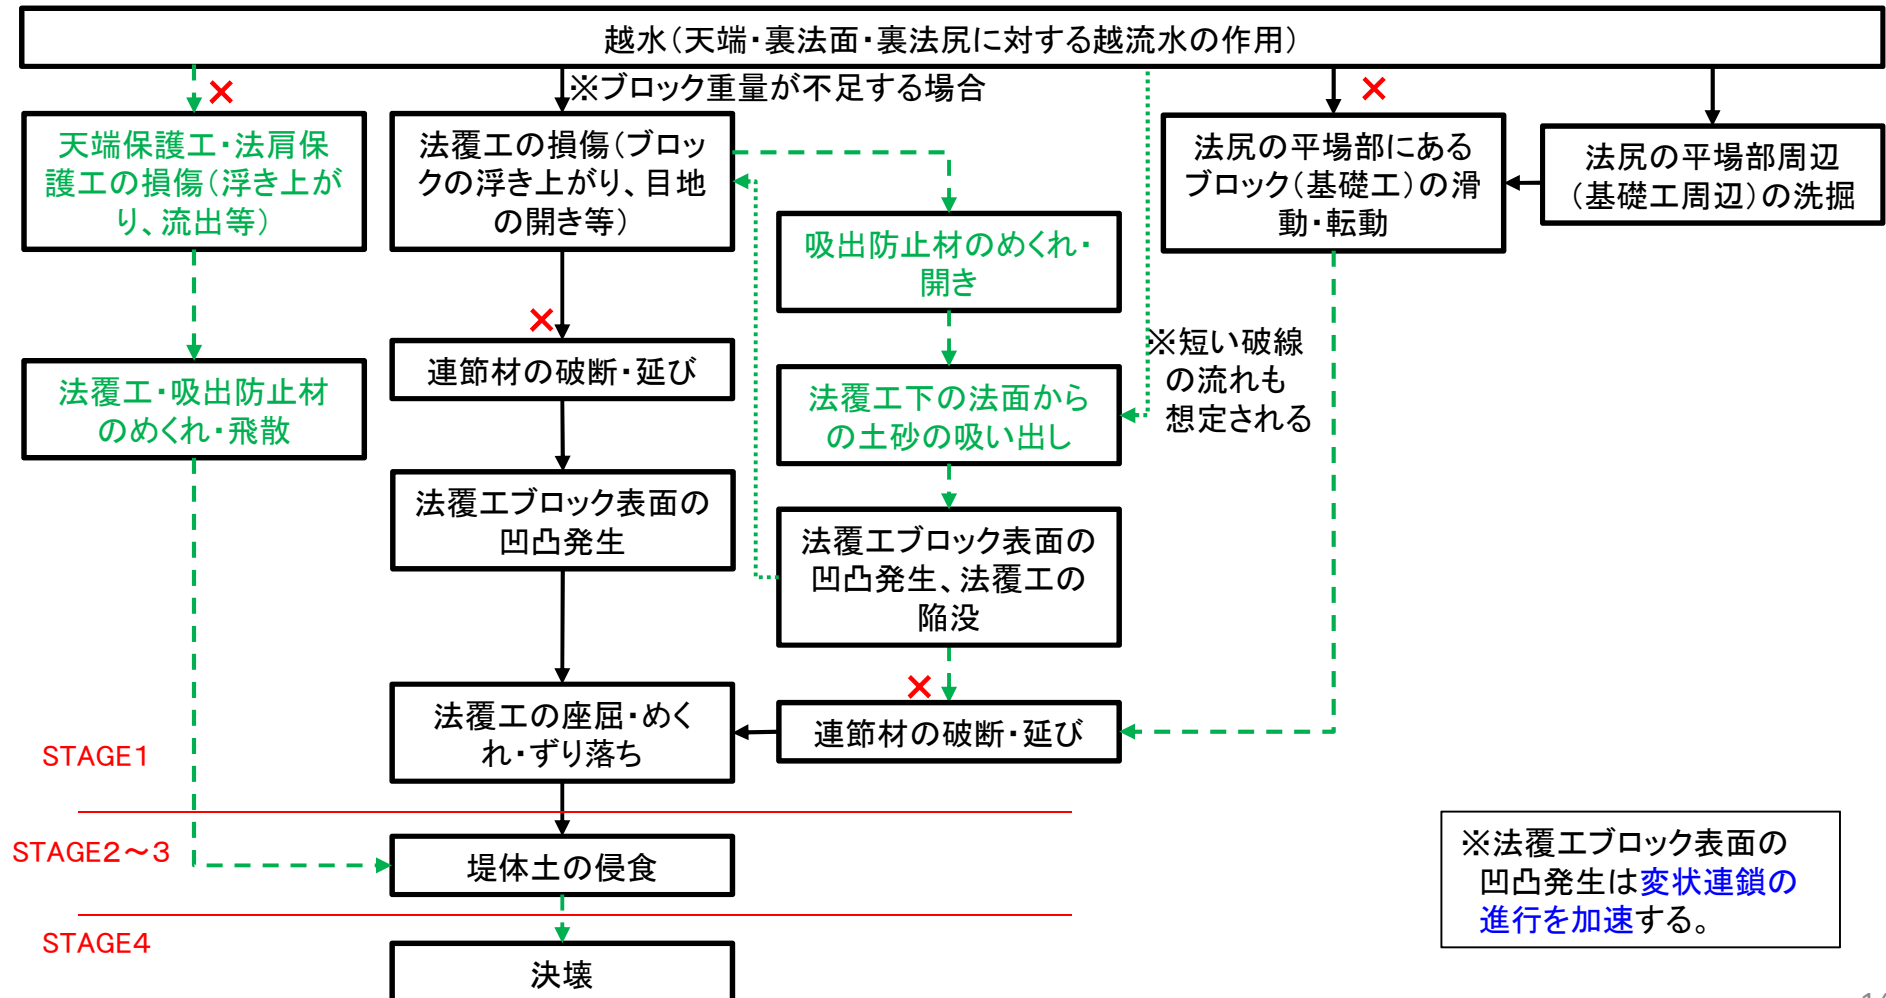 越水（天端・裏法面・裏法尻に対する越流水の作用）
※ブロック重量が不足する場合
天端保護工・法肩保
護工の損傷（浮き上が
り、流出等）
法覆工の損傷（ブロッ
クの浮き上がり、目地
の開き等）
法尻の平場部にある
ブロック（基礎工）の滑
動・転動
法尻の平場部周辺
（基礎工周辺）の洗掘
吸出防止材のめくれ・
開き
※短い破線
の流れも
想定される
連節材の破断・延び
法覆工・吸出防止材
のめくれ・飛散
法覆工下の法面から
の土砂の吸い出し
法覆工ブロック表面の
凹凸発生
法覆工ブロック表面の
凹凸発生、法覆工の
陥没
法覆工の座屈・めく
れ・ずり落ち
連節材の破断・延び
STAGE1
STAGE2～3
堤体土の侵食
※法覆工ブロック表面の
凹凸発生は変状連鎖の
進行を加速する。
STAGE4
決壊